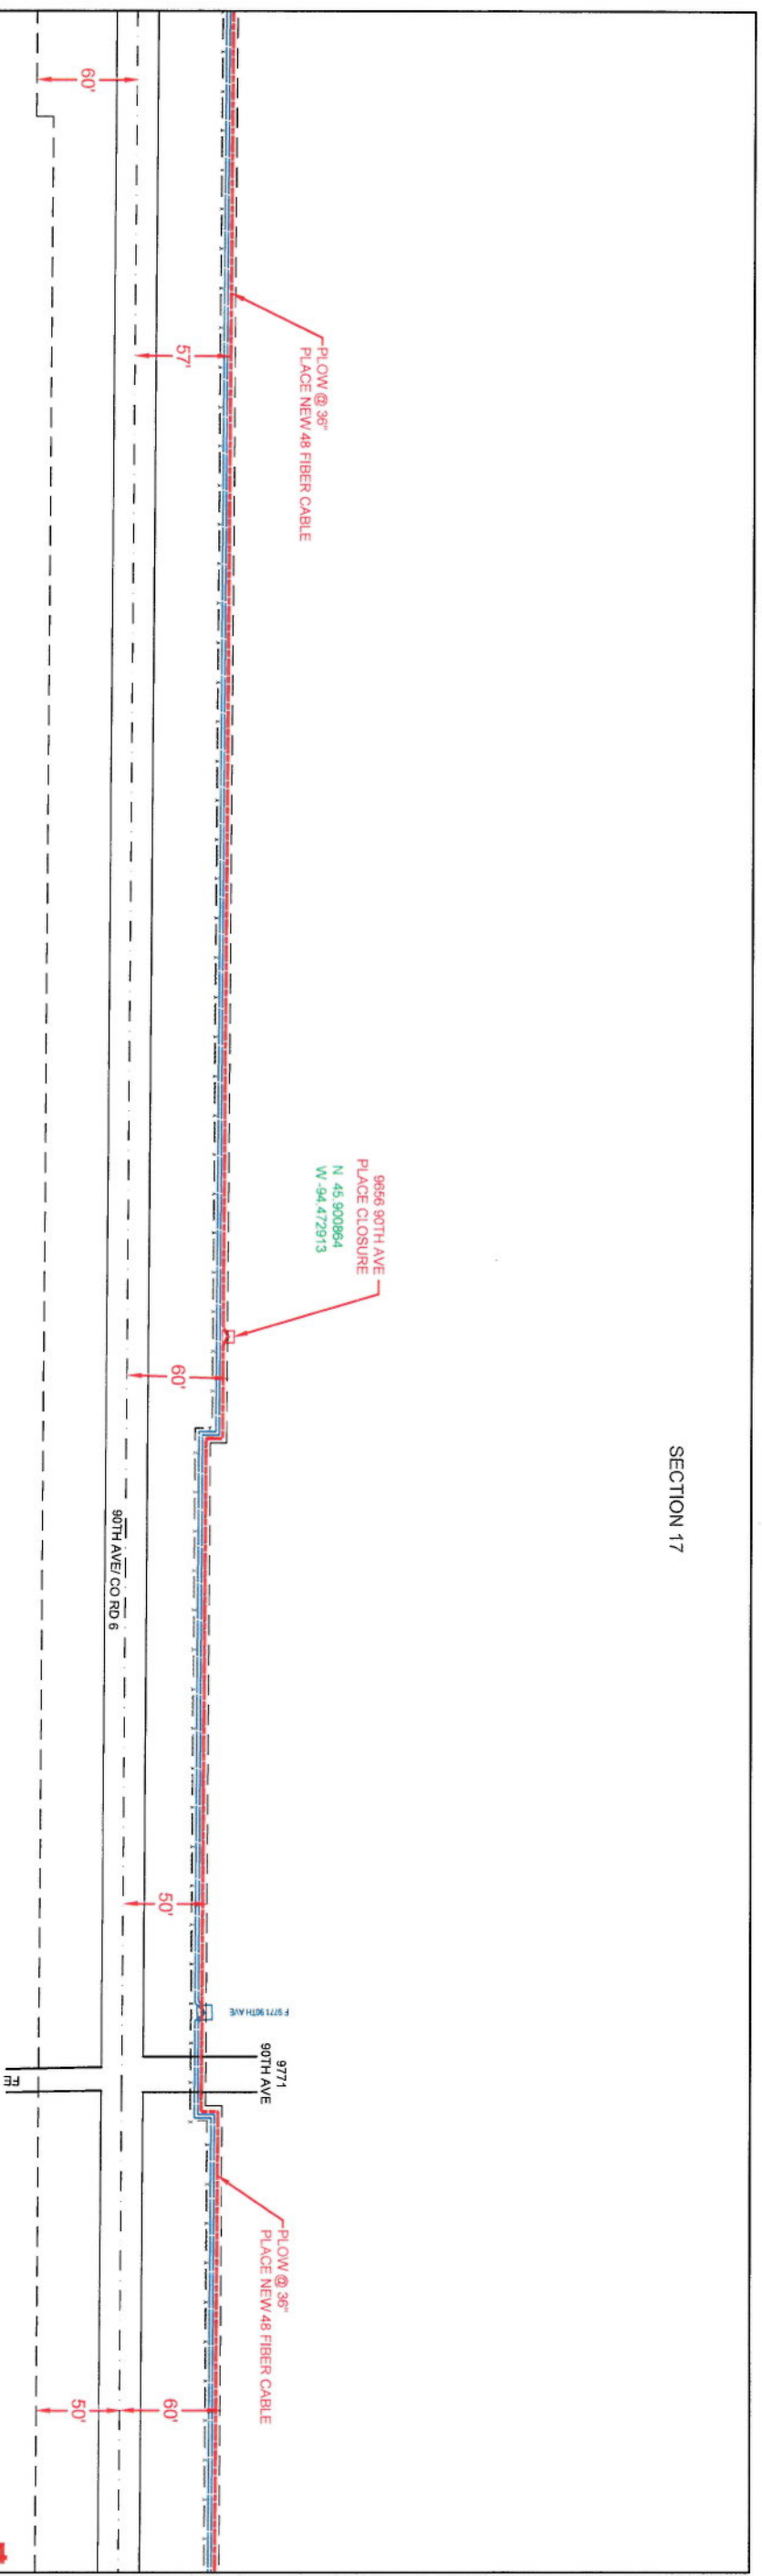 SECTION 17
60'
57'
PLOW @ 36"
PLACE NEW 48 FIBER CABLE
9656 90TH AVE
PLACE CLOSURE
N 45.900864
W -94.472913
60'
90TH AVE/ CO RD 6
50'
F 9771 90TH AVE
9771
90TH AVE
FE
PLOW @ 36"
PLACE NEW 48 FIBER CABLE
60'
50'